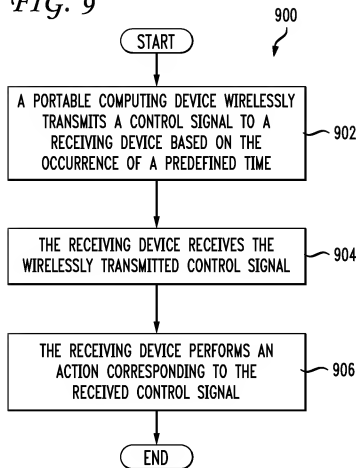 FIG. 9
900
START
A PORTABLE COMPUTING DEVICE WIRELESSLY
TRANSMITS A CONTROL SIGNAL TO A
RECEIVING DEVICE BASED ON THE
OCCURRENCE OF A PREDEFINED TIME
902
THE RECEIVING DEVICE RECEIVES THE
WIRELESSLY TRANSMITTED CONTROL SIGNAL
904
THE RECEIVING DEVICE PERFORMS AN
ACTION CORRESPONDING TO THE
RECEIVED CONTROL SIGNAL
906
END